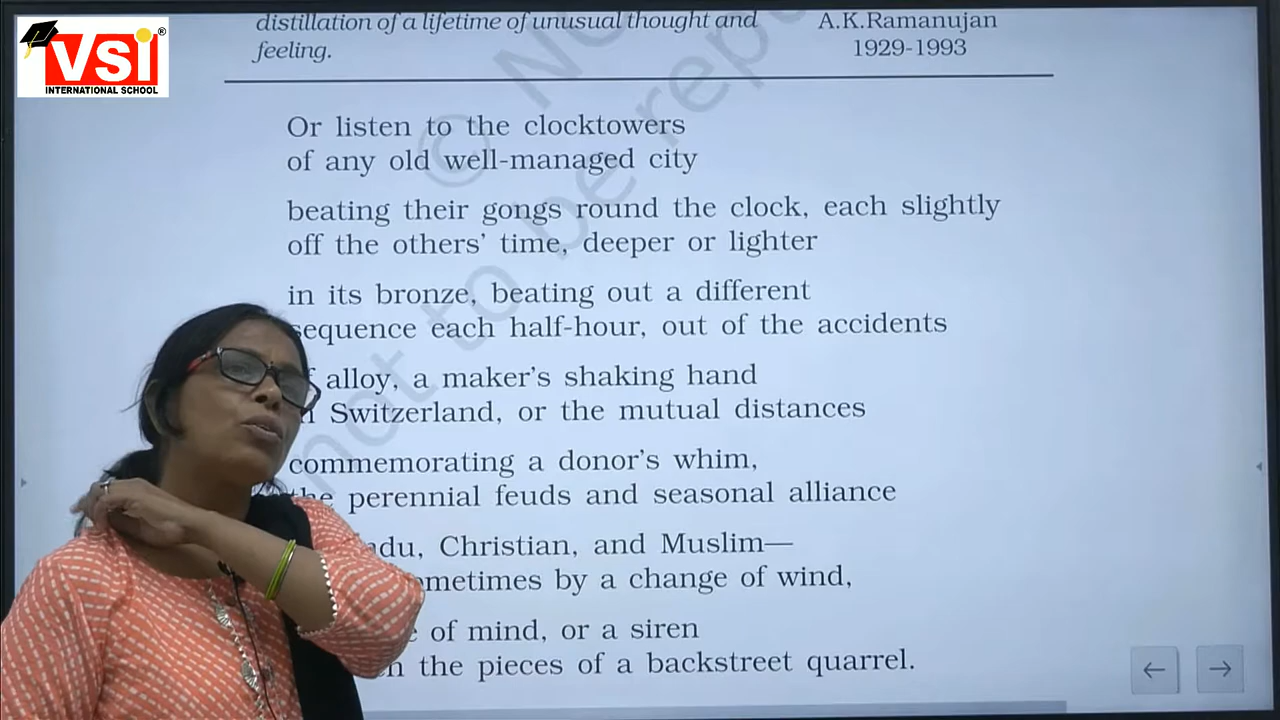 VSI
INTERNATIONAL SCHOOL
distillation of a lifetime of unusual thought and
feeling.
A.K.Ramanujan
1929-1993
Or listen to the clocktowers
of any old well-managed city
beating their gongs round the clock, each slightly
off the others' time, deeper or lighter
in its bronze, beating out a different
sequence each half-hour, out of the accidents
alloy, a maker's shaking hand
Switzerland, or the mutual distances
commemorating a donor's whim,
the perennial feuds and seasonal alliance
Christian, and Muslim—
by a change of wind,
of mind, or a siren
the pieces of a backstreet quarrel.
©
not to be